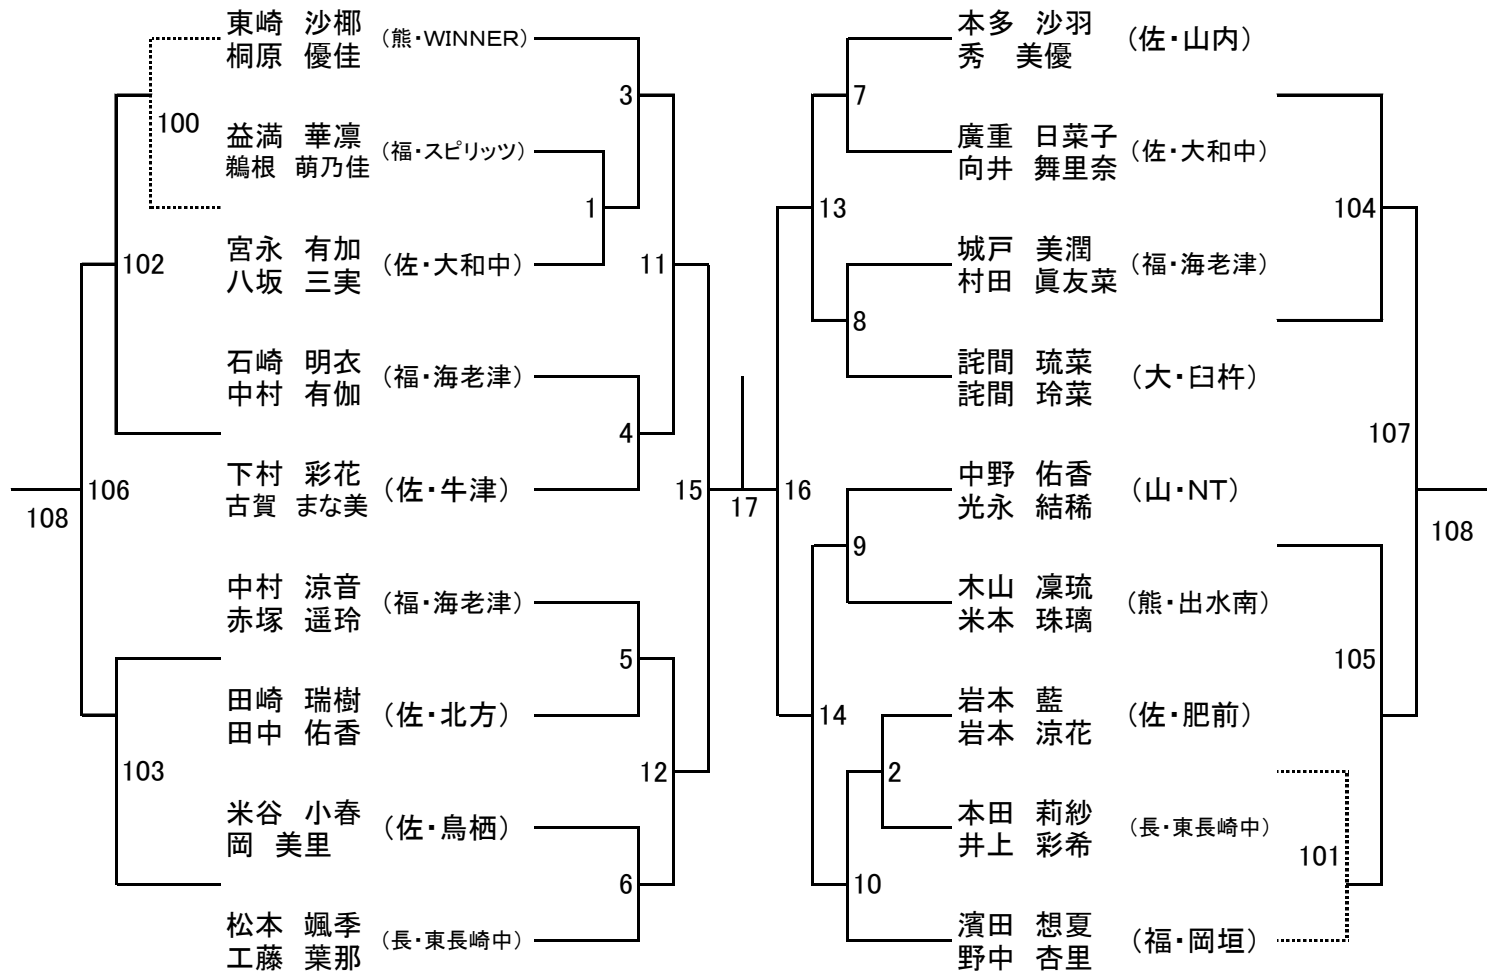 東崎 沙椰
桐原 優佳
（熊・WINNER）
3
100
益満 華凛
鵜根 萌乃佳
（福・スピリッツ）
1
宮永 有加
八坂 三実
（佐・大和中）
102
11
石崎 明衣
中村 有伽
（福・海老津）
4
下村 彩花
古賀 まな美
（佐・牛津）
106
108
15
17
中村 涼音
赤塚 遥玲
（福・海老津）
5
田崎 瑞樹
田中 佑香
（佐・北方）
103
12
米谷 小春
岡 美里
（佐・鳥栖）
6
松本 颯季
工藤 葉那
（長・東長崎中）
本多 沙羽
秀 美優
（佐・山内）
7
廣重 日菜子
向井 舞里奈
（佐・大和中）
13
104
城戸 美潤
村田 眞友菜
（福・海老津）
8
詫間 琉菜
詫間 玲菜
（大・臼杵）
107
16
中野 佑香
光永 結稀
（山・NT）
108
9
木山 凜琉
米本 珠璃
（熊・出水南）
105
14
岩本 藍
岩本 涼花
（佐・肥前）
2
本田 莉紗
井上 彩希
（長・東長崎中）
101
10
濱田 想夏
野中 杏里
（福・岡垣）